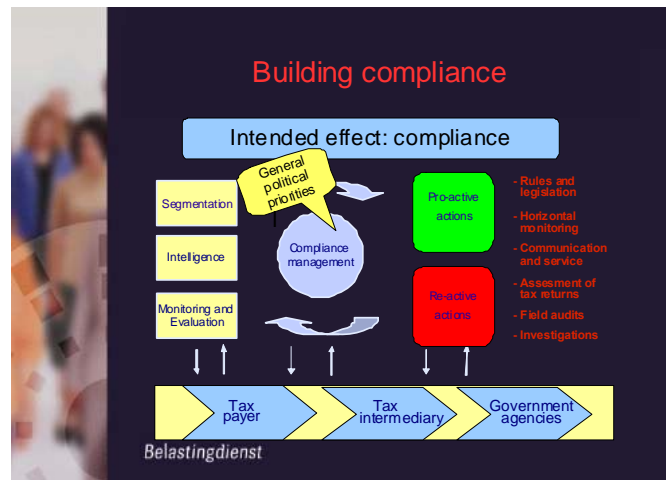 Building compliance
Intended effect: compliance
General
political
priorities
Segmentation
Intelligence
Monitoring and
Evaluation
Compliance
management
Pro-active
actions
Re-active
actions
- Rules and
legislation
- Horizontal
monitoring
- Communication
and service
- Assesment of
tax returns
- Field audits
- Investigations
Tax
payer
Tax
intermediary
Government
agencies
Belastingdienst